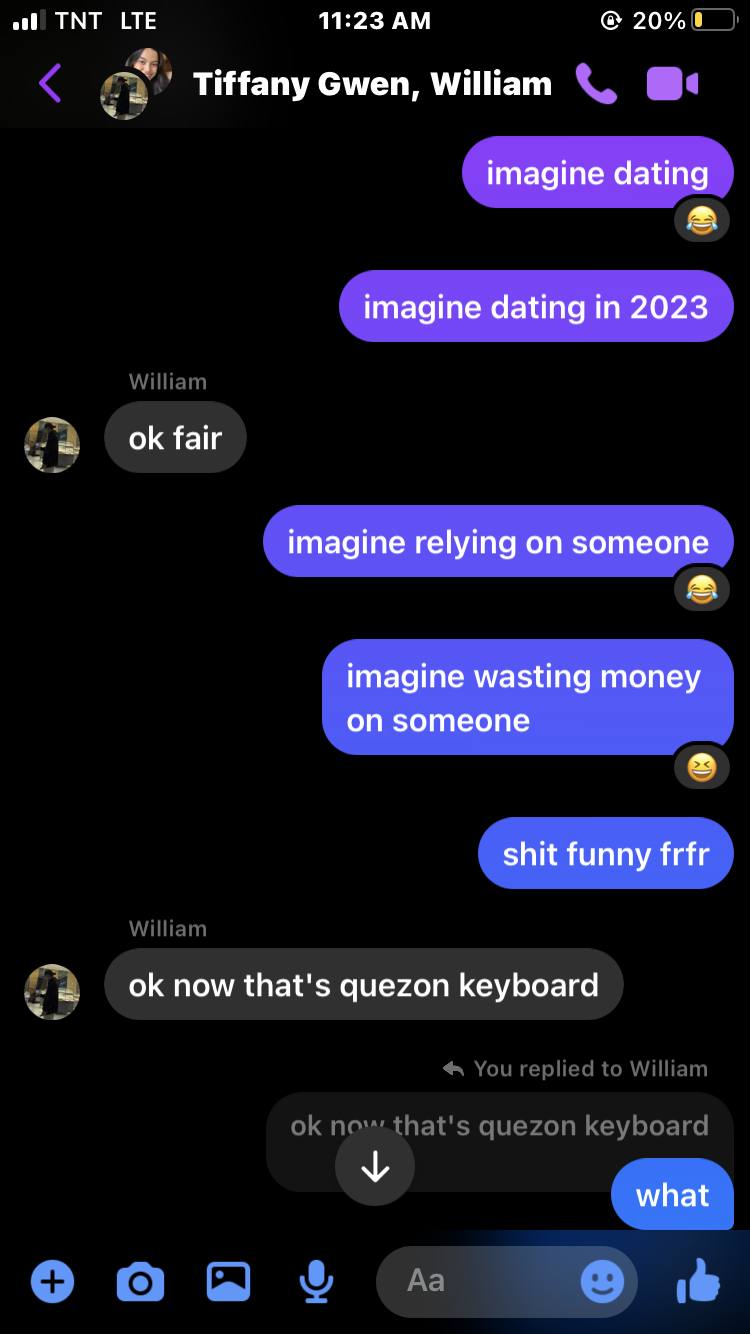 TNT LTE 11:23 AM 20%
Tiffany Gwen, William
imagine dating
imagine dating in 2023
William
ok fair
imagine relying on someone
imagine wasting money
on someone
shit funny frfr
William
ok now that's quezon keyboard
You replied to William
ok now that's quezon keyboard
what
Aa